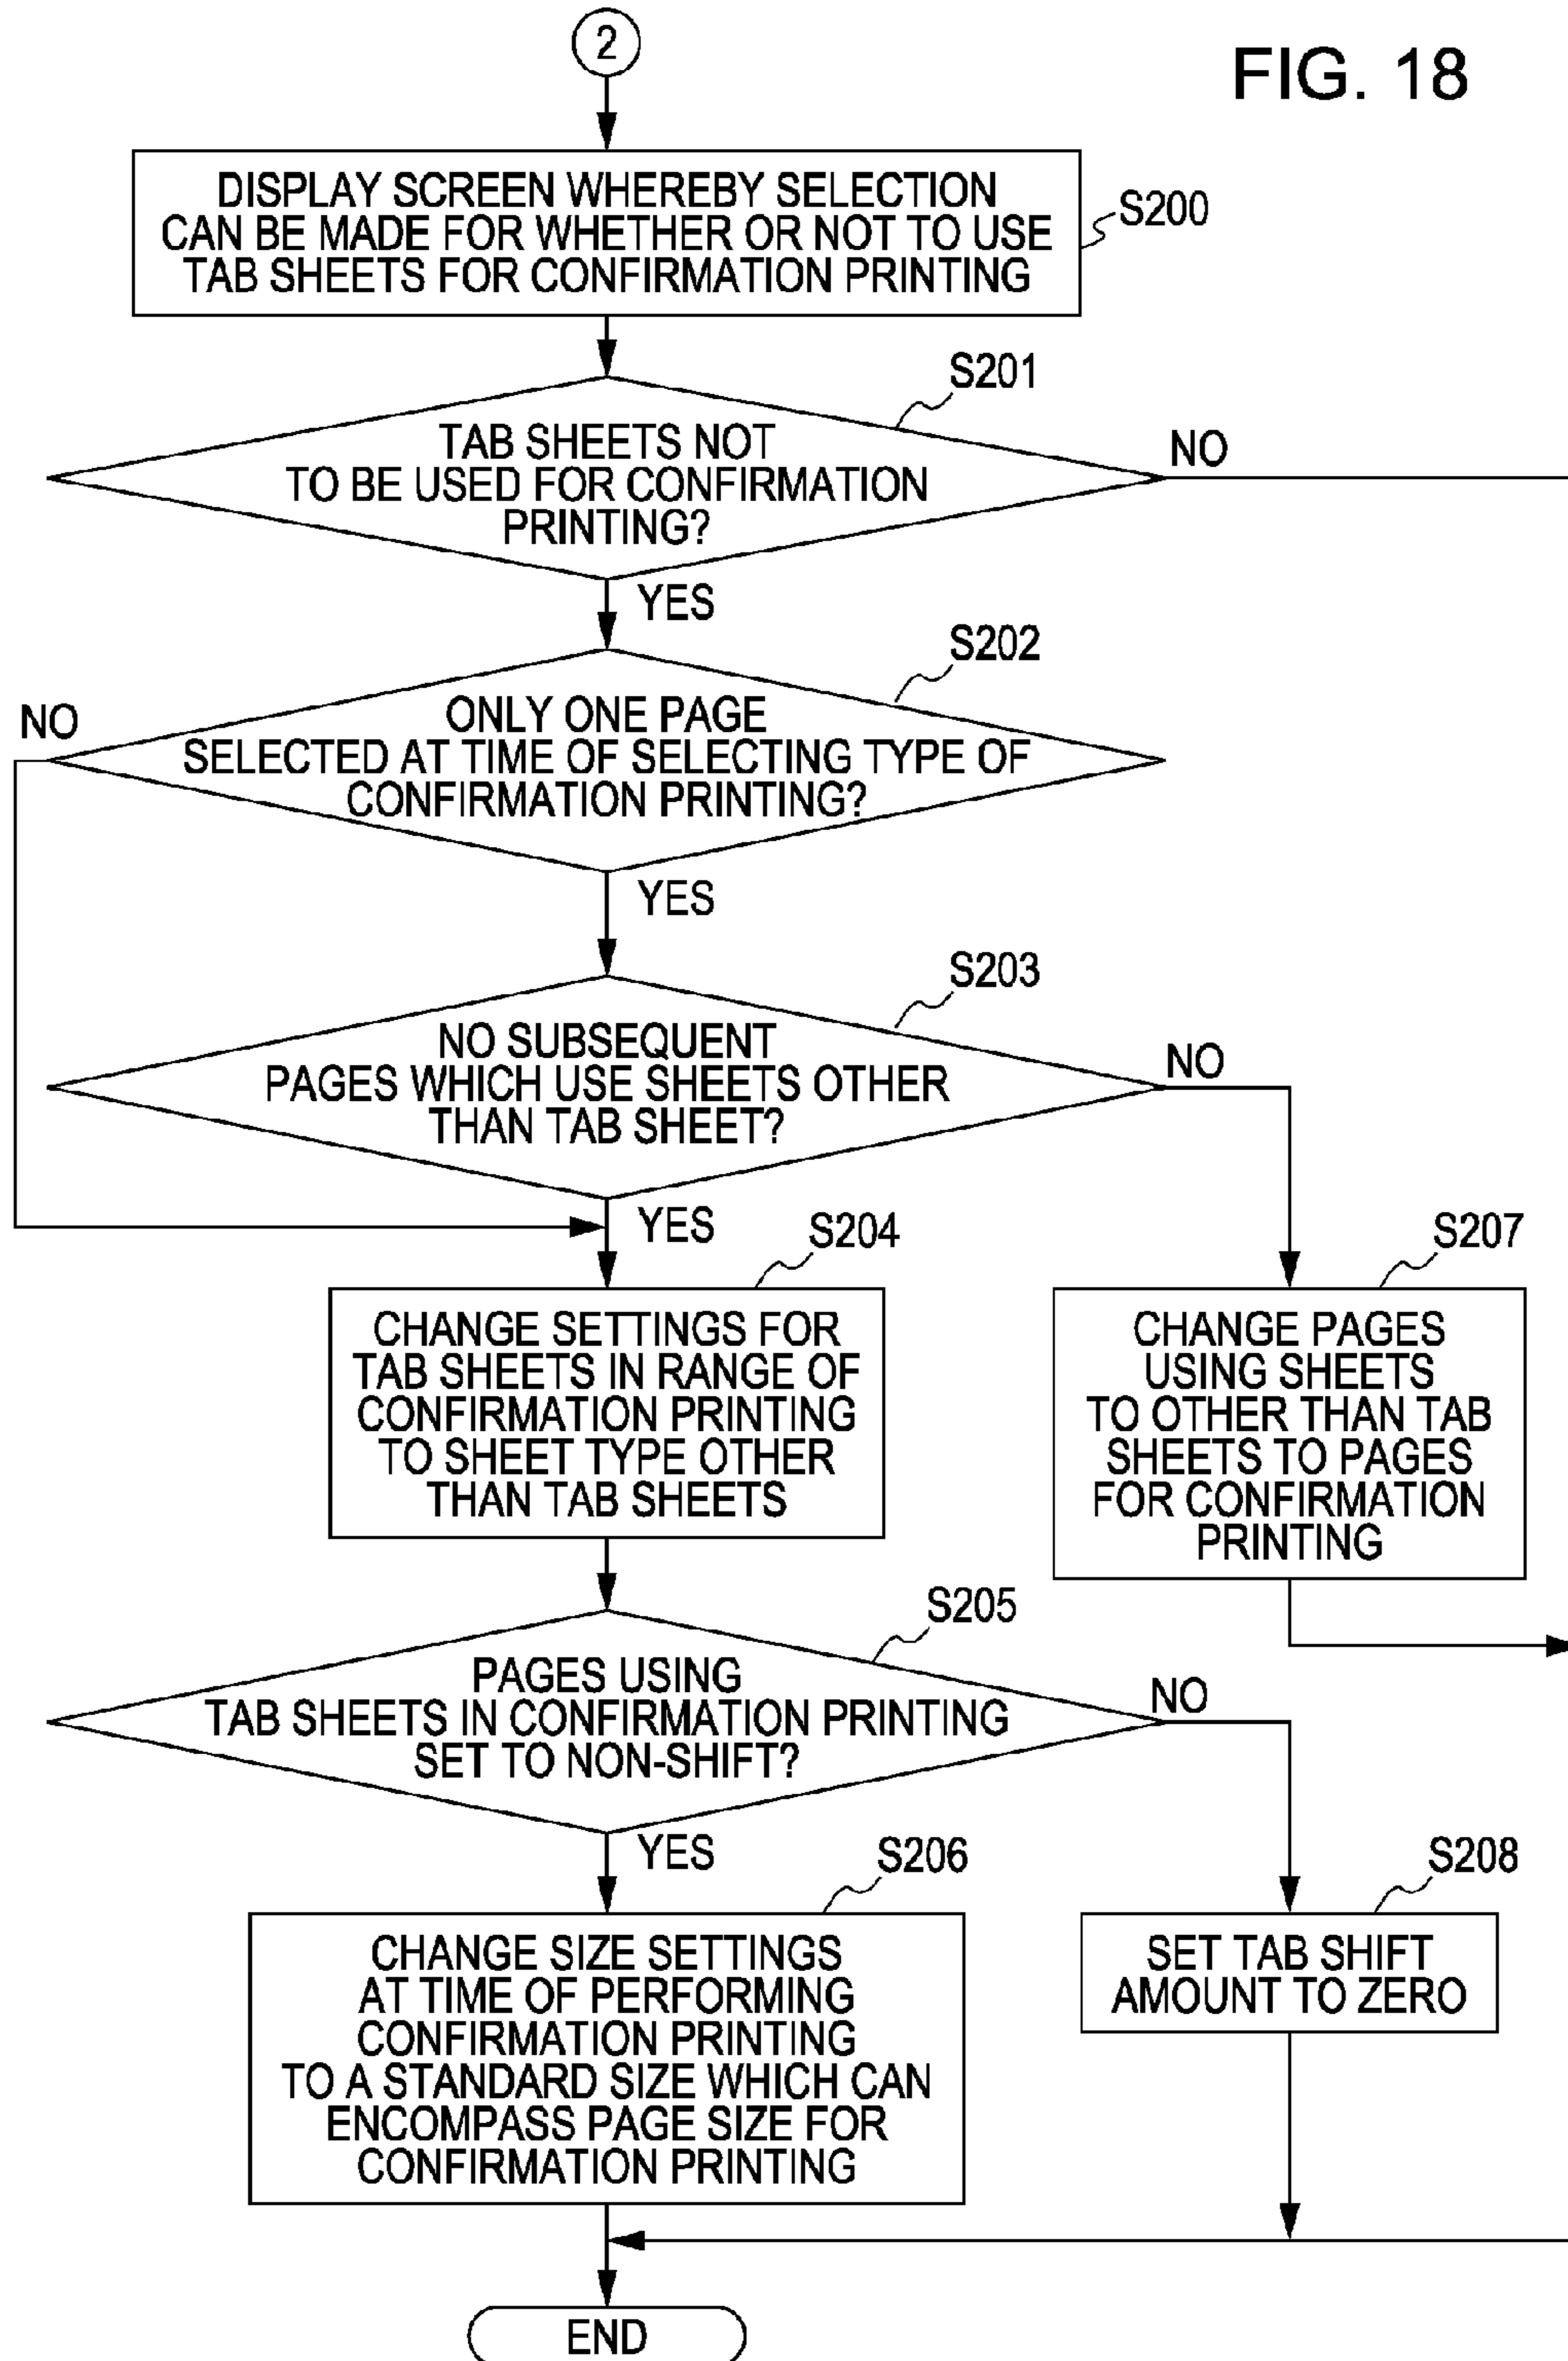 2
FIG. 18
DISPLAY SCREEN WHEREBY SELECTION
CAN BE MADE FOR WHETHER OR NOT TO USE
TAB SHEETS FOR CONFIRMATION PRINTING
S200
S201
TAB SHEETS NOT
TO BE USED FOR CONFIRMATION
PRINTING?
NO
YES
S202
ONLY ONE PAGE
SELECTED AT TIME OF SELECTING TYPE OF
CONFIRMATION PRINTING?
NO
YES
S203
NO SUBSEQUENT
PAGES WHICH USE SHEETS OTHER
THAN TAB SHEET?
NO
YES
S204
CHANGE SETTINGS FOR
TAB SHEETS IN RANGE OF
CONFIRMATION PRINTING
TO SHEET TYPE OTHER
THAN TAB SHEETS
S207
CHANGE PAGES
USING SHEETS
TO OTHER THAN TAB
SHEETS TO PAGES
FOR CONFIRMATION
PRINTING
S205
PAGES USING
TAB SHEETS IN CONFIRMATION PRINTING
SET TO NON-SHIFT?
NO
YES
S206
CHANGE SIZE SETTINGS
AT TIME OF PERFORMING
CONFIRMATION PRINTING
TO A STANDARD SIZE WHICH CAN
ENCOMPASS PAGE SIZE FOR
CONFIRMATION PRINTING
S208
SET TAB SHIFT
AMOUNT TO ZERO
END